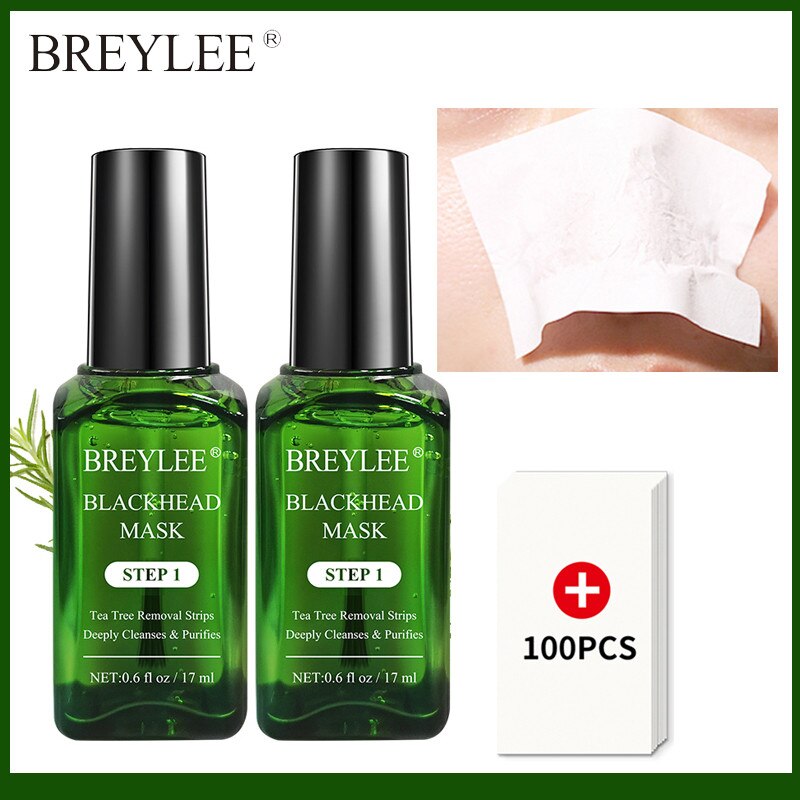 BREYLEE®
BREYLEE®
BLACKHEAD
MASK
STEP 1
Tea Tree Removal Strips
Deeply Cleanses & Purifies
NET:0.6 fl oz / 17 ml
BREYLEE®
BLACKHEAD
MASK
STEP 1
Tea Tree Removal Strips
Deeply Cleanses & Purifies
NET:0.6 fl oz / 17 ml
100PCS